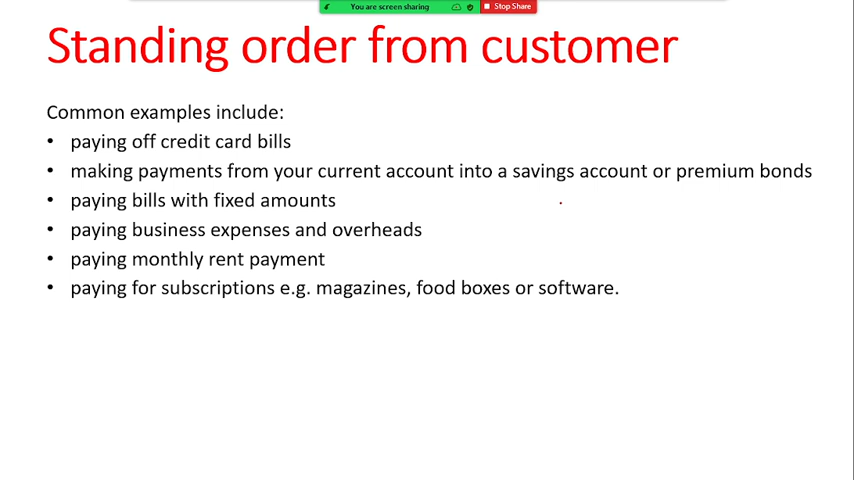 You are screen sharing
Stop Share
Standing order from customer
Common examples include:
• paying off credit card bills
• making payments from your current account into a savings account or premium bonds
• paying bills with fixed amounts
• paying business expenses and overheads
• paying monthly rent payment
• paying for subscriptions e.g. magazines, food boxes or software.